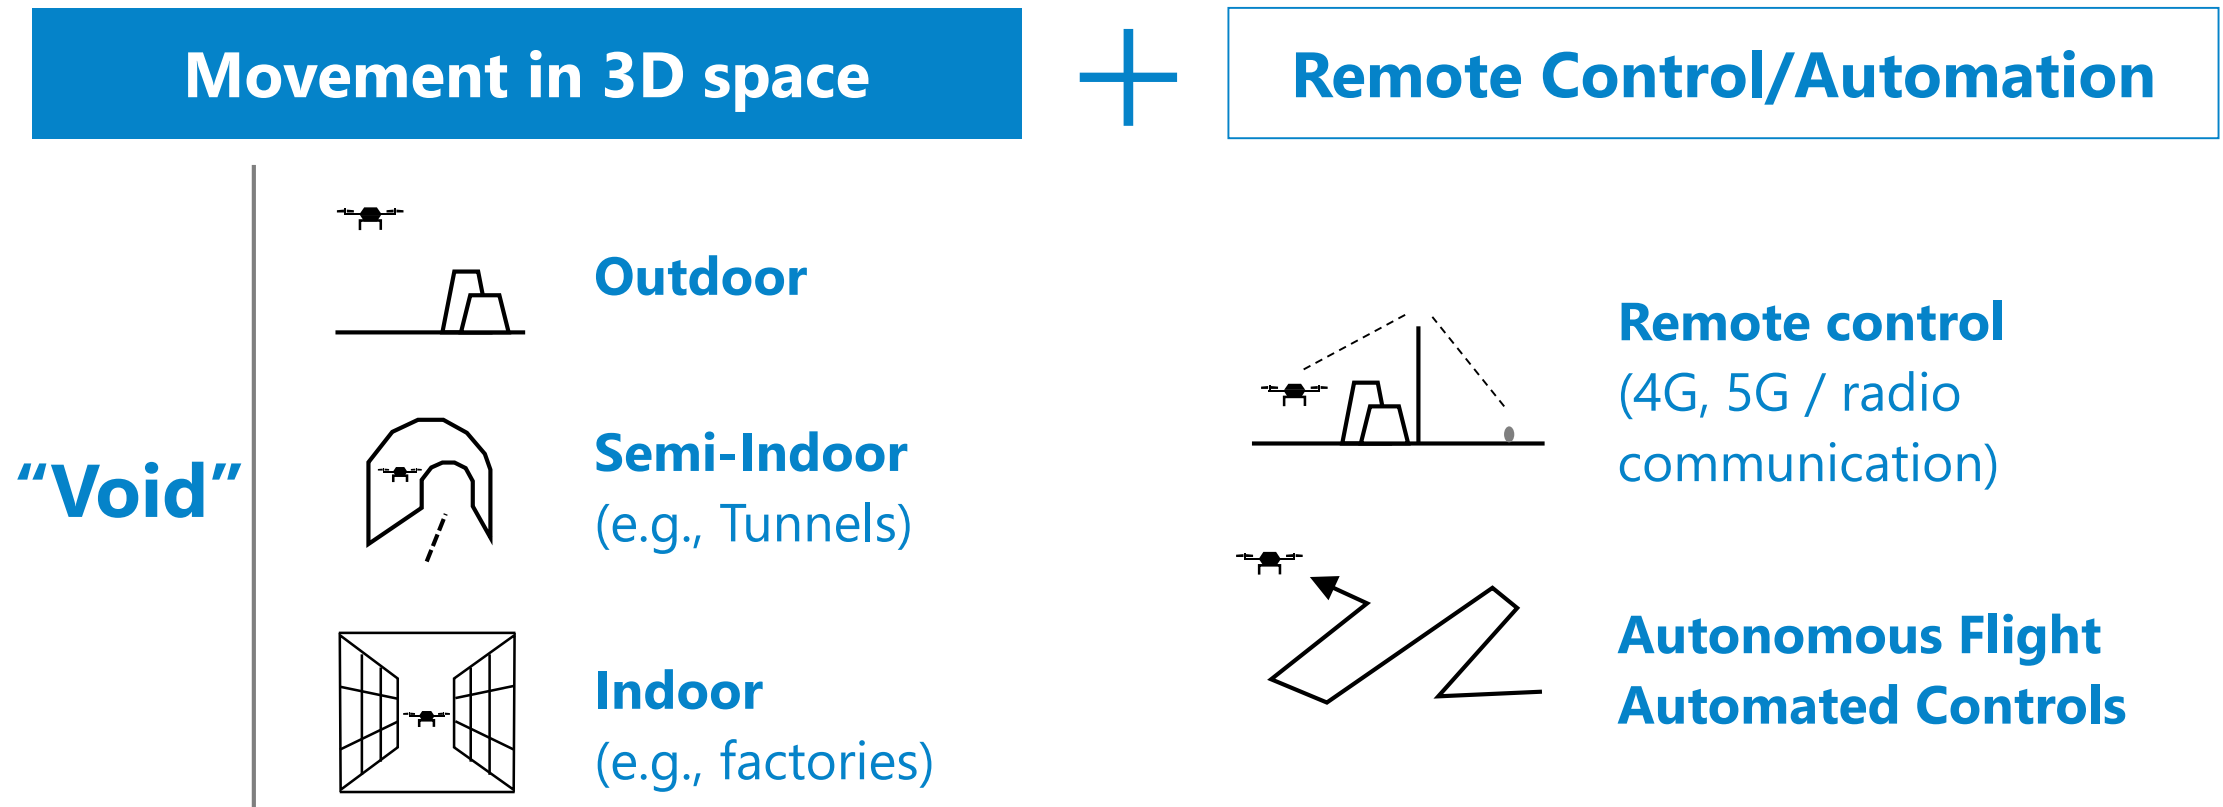 Movement in 3D space
Remote Control/Automation
“Void”
Outdoor
Semi-Indoor
(e.g., Tunnels)
Indoor
(e.g., factories)
Remote control
(4G, 5G / radio
communication)
Autonomous Flight
Automated Controls